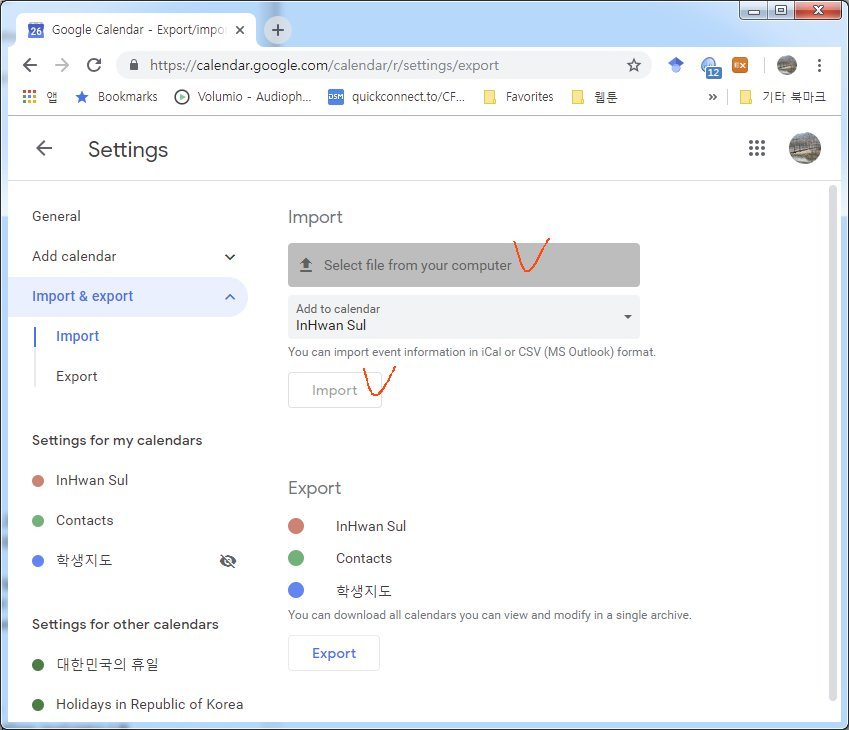 26 Google Calendar - Export/impo
https://calendar.google.com/calendar/r/settings/export
12
EX
앱 Bookmarks Volumio - Audioph... DSM quickconnect.to/CF... Favorites 웹툰 » 기타 북마크
Settings
General
Add calendar
Import & export
Import
Export
Settings for my calendars
InHwan Sul
Contacts
학생지도
Settings for other calendars
대한민국의 휴일
Holidays in Republic of Korea
Import
Select file from your computer
Add to calendar
InHwan Sul
You can import event information in iCal or CSV (MS Outlook) format.
Import
Export
InHwan Sul
Contacts
학생지도
You can download all calendars you can view and modify in a single archive.
Export